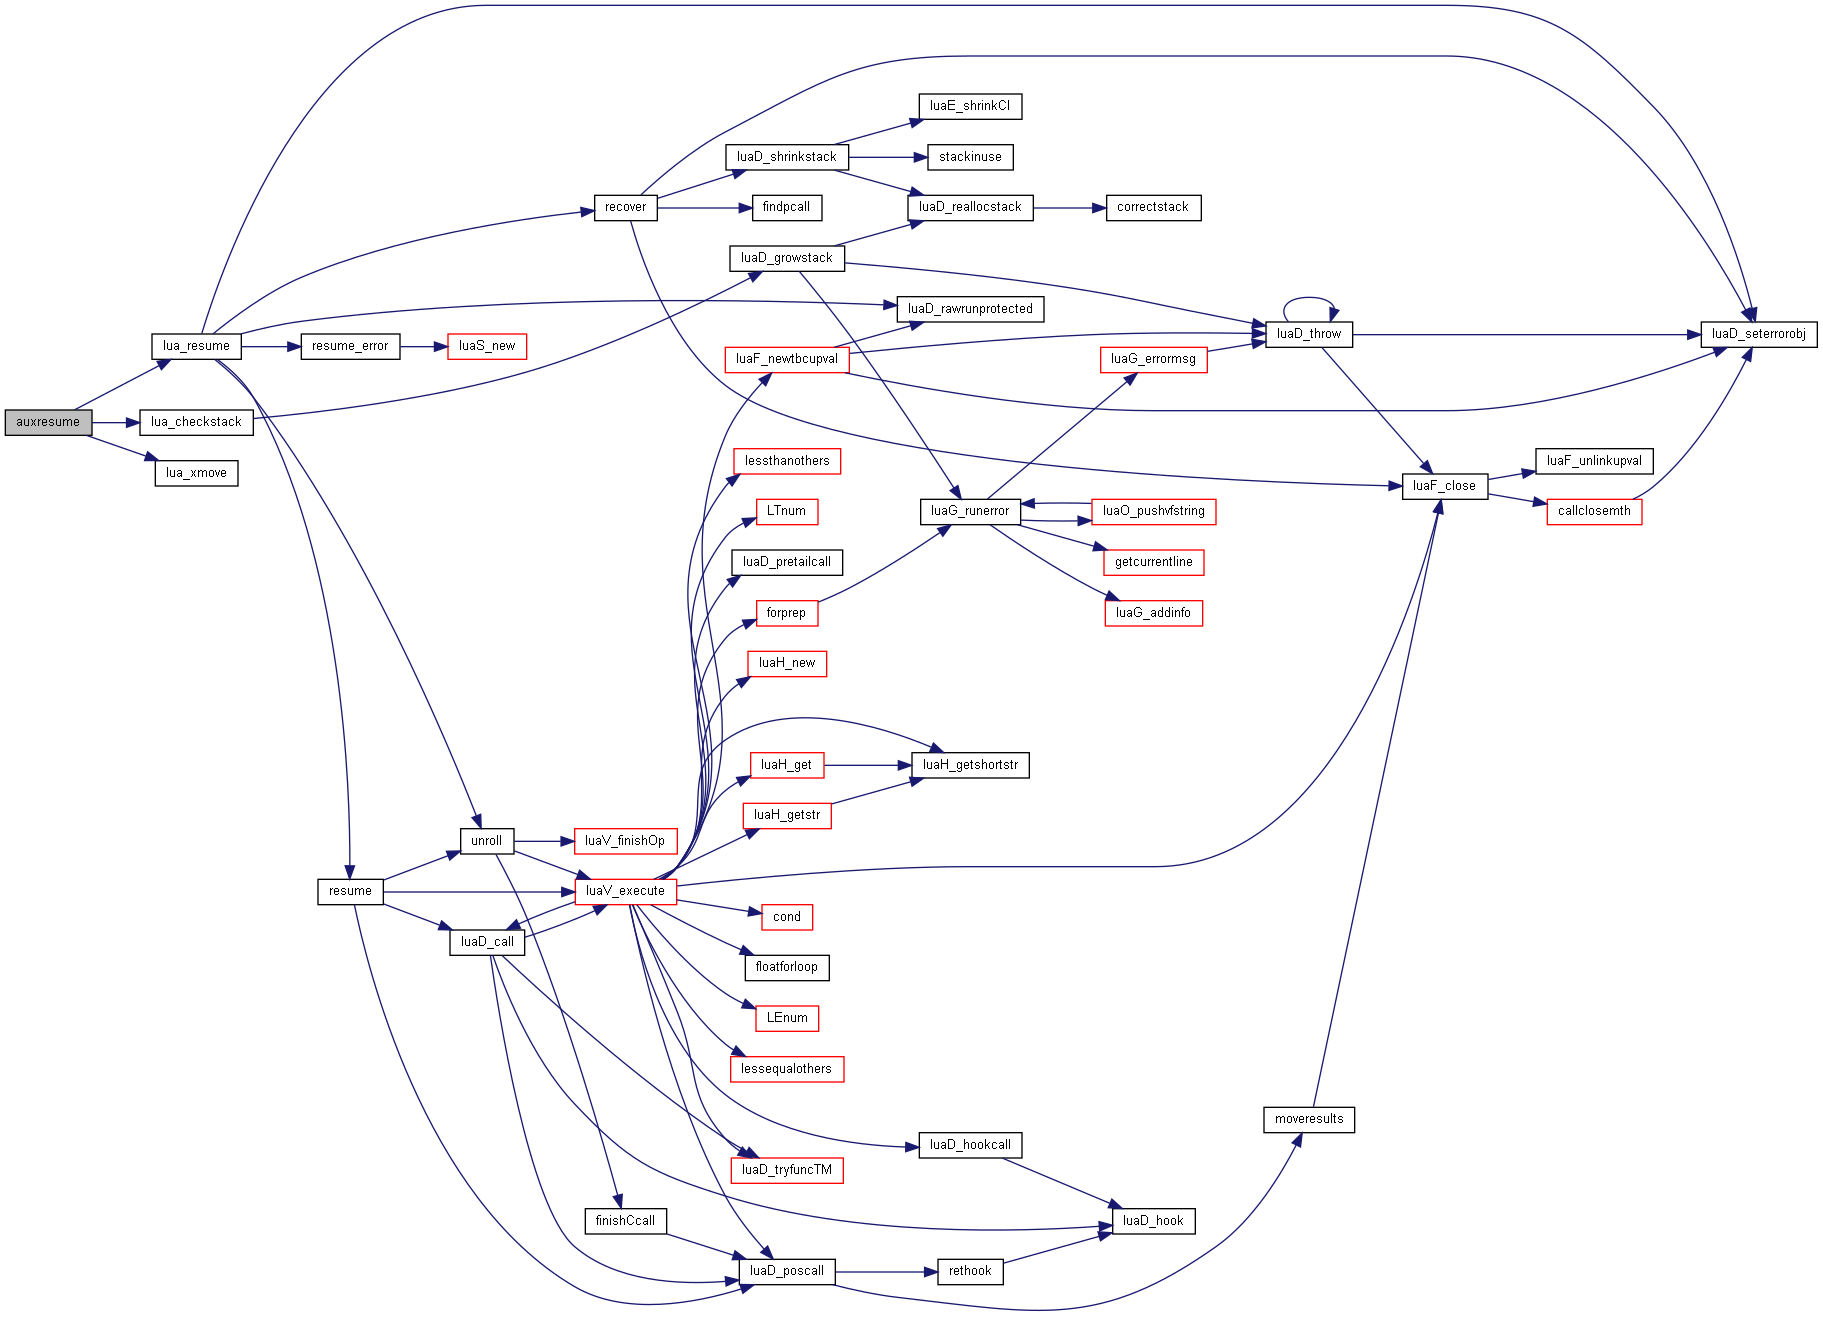 luaE_shrinkCI
luaD_shrinkstack
stackinuse
recover
findpcall
luaD_reallocstack
correctstack
luaD_growstack
luaD_rawrunprotected
luaD_throw
luaD_seterrorobj
lua_resume
resume_error
luaS_new
luaF_newtbcupval
luaG_errormsg
auxresume
lua_checkstack
lua_xmove
lessthanothers
luaF_unlinkupval
luaF_close
LTnum
luaG_runerror
luaO_pushvfstring
callclosemth
luaD_pretailcall
getcurrentline
forprep
luaG_addinfo
luaH_new
luaH_get
luaH_getshortstr
luaH_getstr
unroll
luaV_finishOp
resume
luaV_execute
cond
luaD_call
floatforloop
LEnum
lessequalothers
moveresults
luaD_hookcall
luaD_tryfuncTM
finishCcall
luaD_hook
luaD_poscall
rethook